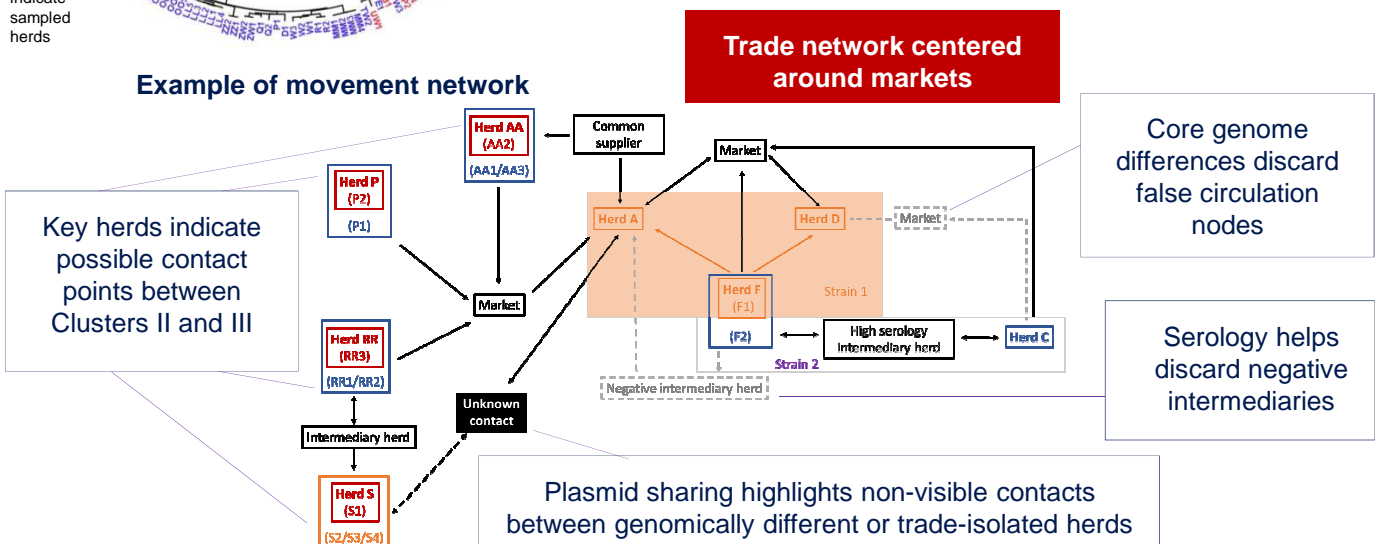 indicate
sampled
herds
Example of movement network
Trade network centered
around markets
Herd AA
(AA2)
(AA1/AA3)
Common
supplier
Market
Core genome
differences discard
false circulation
nodes
Herd P
(P2)
(P1)
Key herds indicate
possible contact
points between
Clusters II and III
Herd A
Herd D
Market
Market
Herd F
(F1)
Strain 1
(F2)
High serology
intermediary herd
Herd C
Strain 2
Herd RR
(RR3)
(RR1/RR2)
Negative intermediary herd
Serology helps
discard negative
intermediaries
Unknown
contact
Intermediary herd
Herd S
(S1)
(S2/S3/S4)
Plasmid sharing highlights non-visible contacts
between genomically different or trade-isolated herds